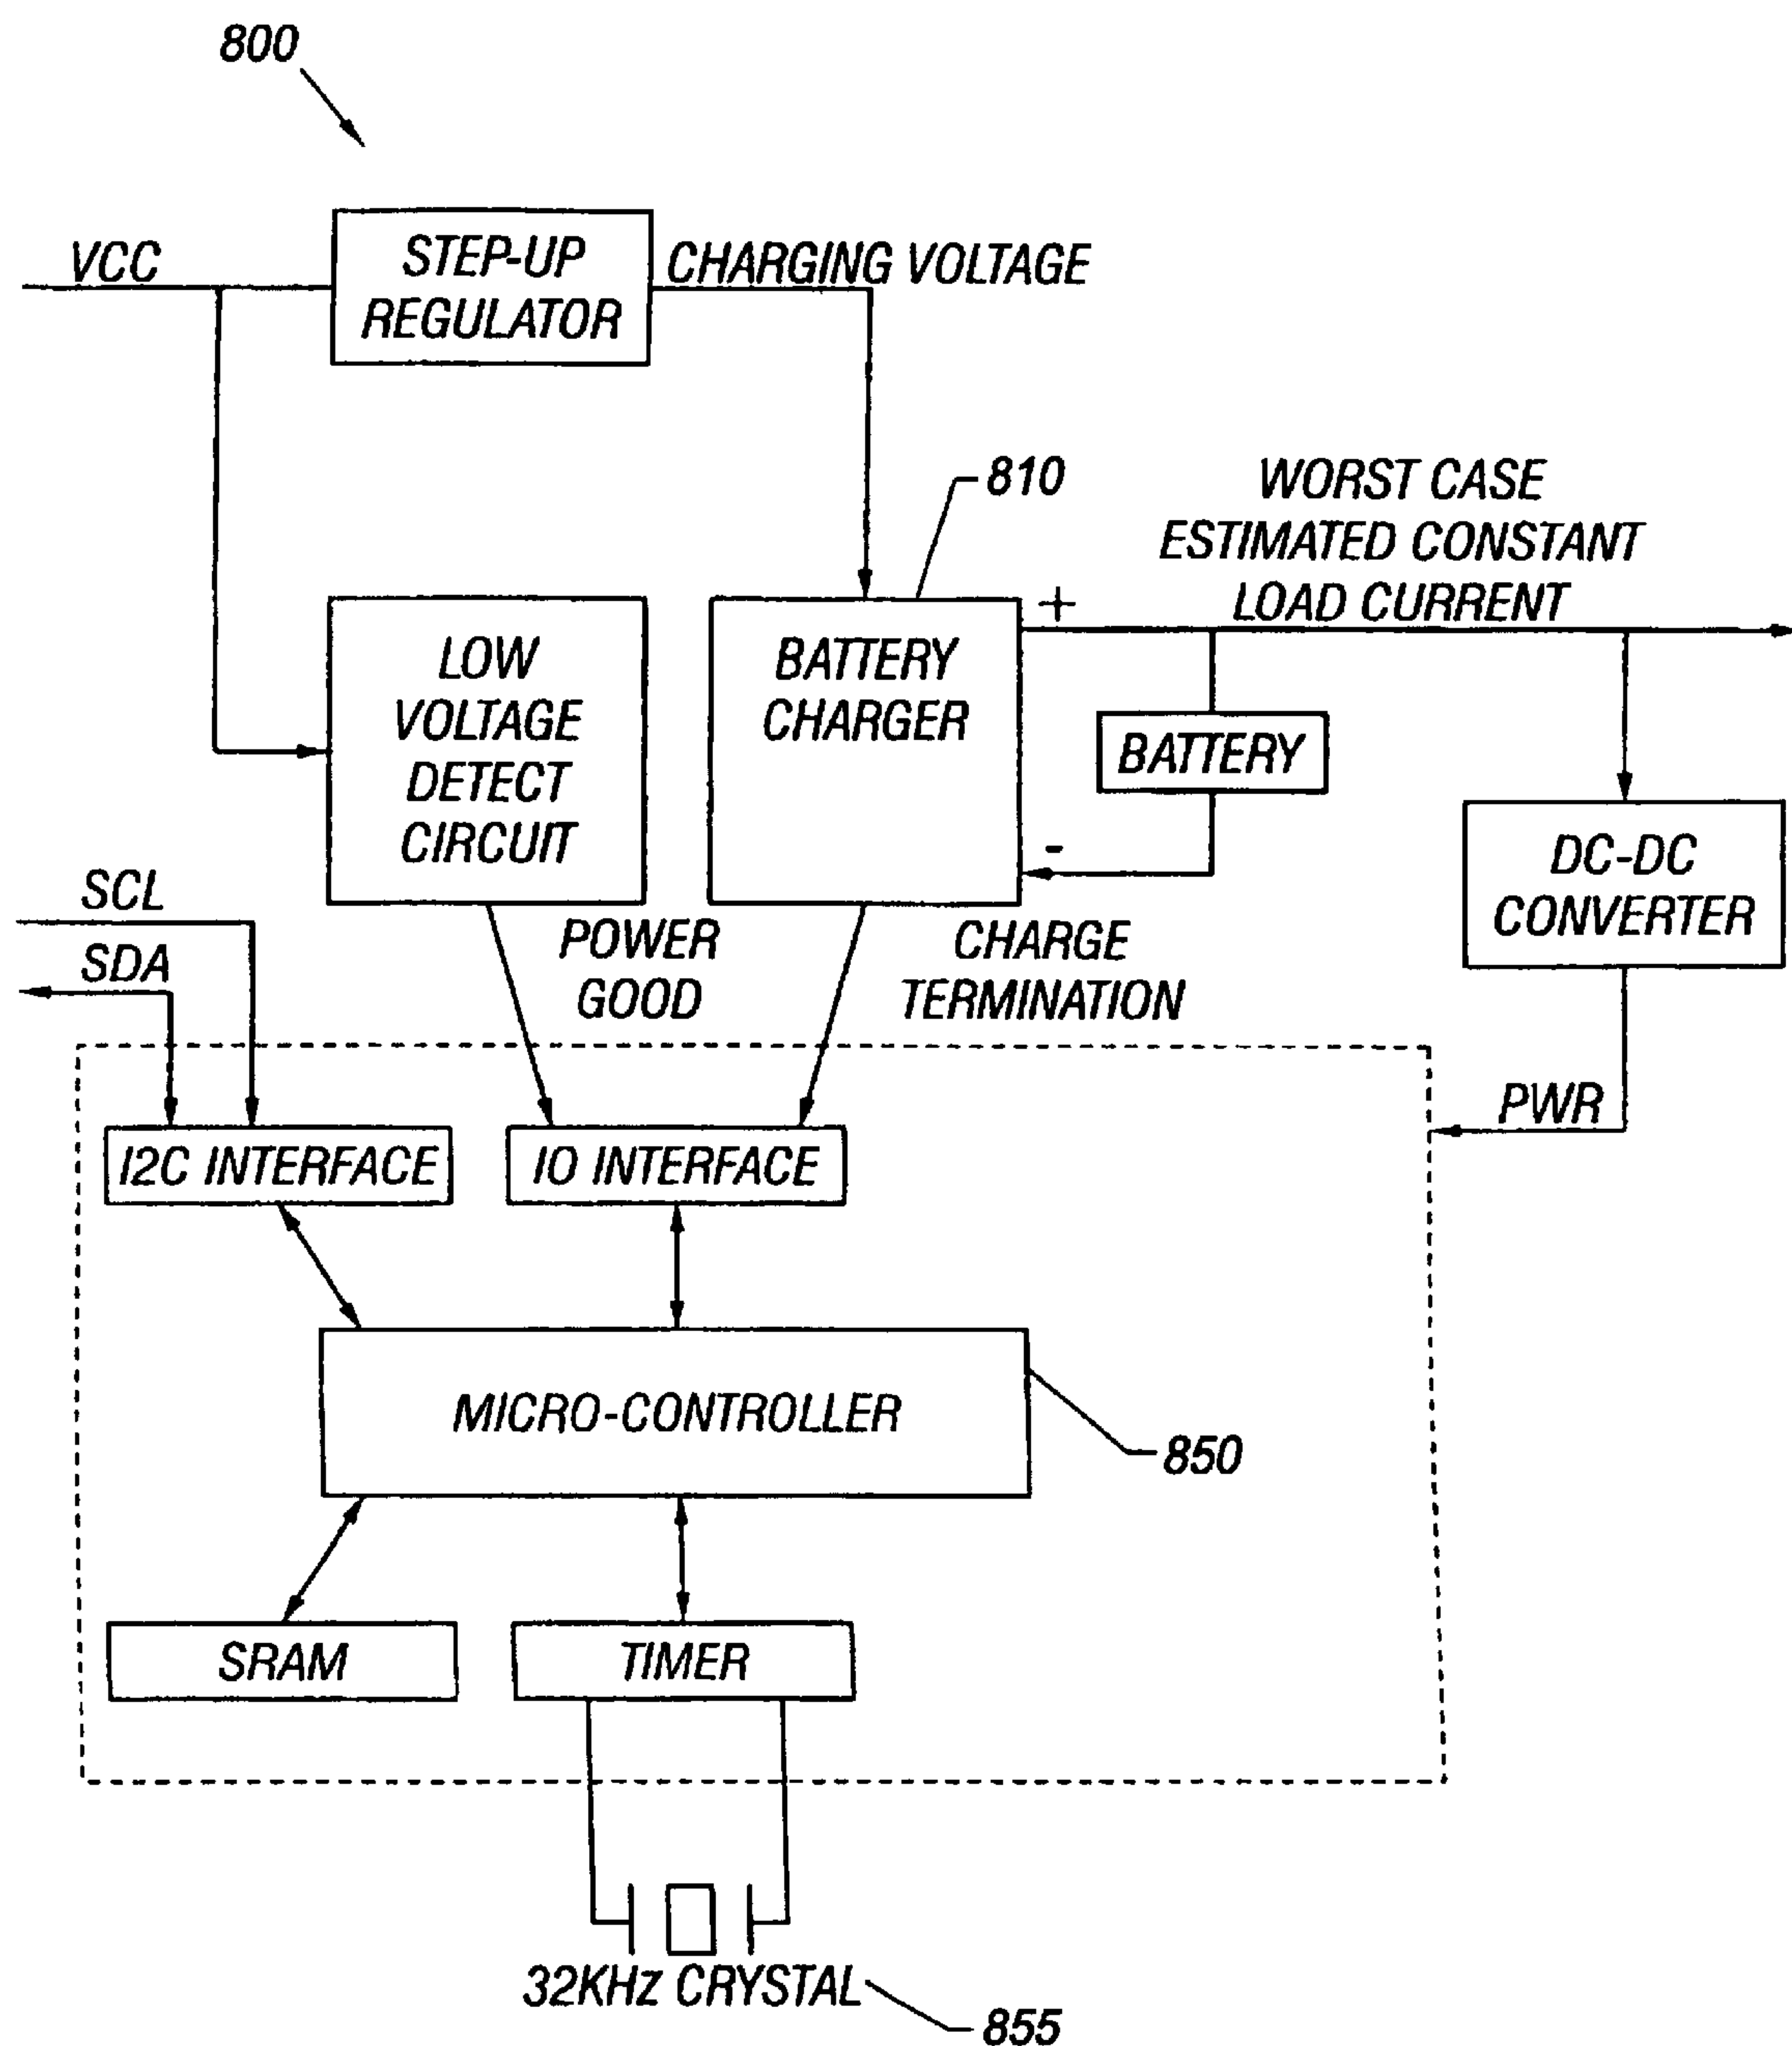 800
VCC
STEP-UP
REGULATOR
CHARGING VOLTAGE
810
WORST CASE
ESTIMATED CONSTANT
LOAD CURRENT
LOW
VOLTAGE
DETECT
CIRCUIT
BATTERY
CHARGER
+
BATTERY
-
DC-DC
CONVERTER
SCL
SDA
POWER
GOOD
CHARGE
TERMINATION
PWR
I2C INTERFACE
IO INTERFACE
MICRO-CONTROLLER
850
SRAM
TIMER
32KHz CRYSTAL
855